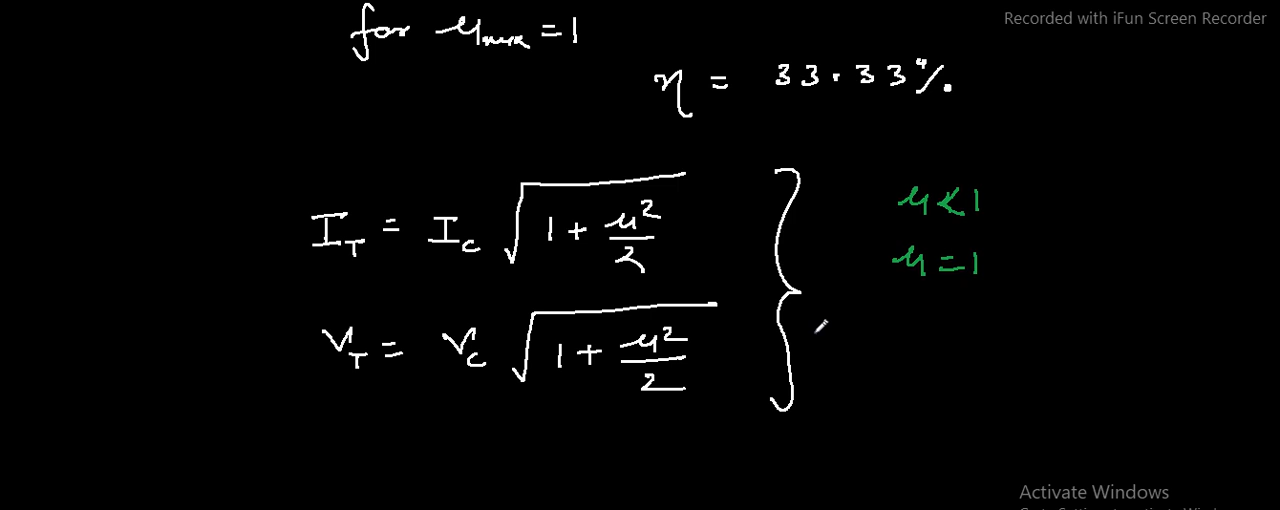 Recorded with iFun Screen Recorder
for μmax = 1
η = 33.33%.
I_T = I_C √(1 + μ²/2)
μ < 1
μ = 1
V_T = V_C √(1 + μ²/2)
Activate Windows